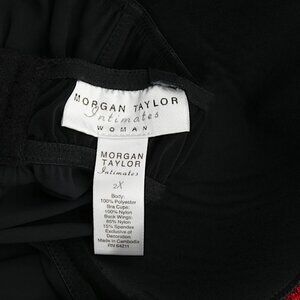 MORGAN TAYLOR
Intimates
WOMAN
MORGAN
TAYLOR
Intimates
2X
Body:
100% Polyester
Bra Cups:
100% Nylon
Back Wings:
85% Nylon
15% Spandex
Exclusive of
Decoration
Made in Cambodia
RN 64211